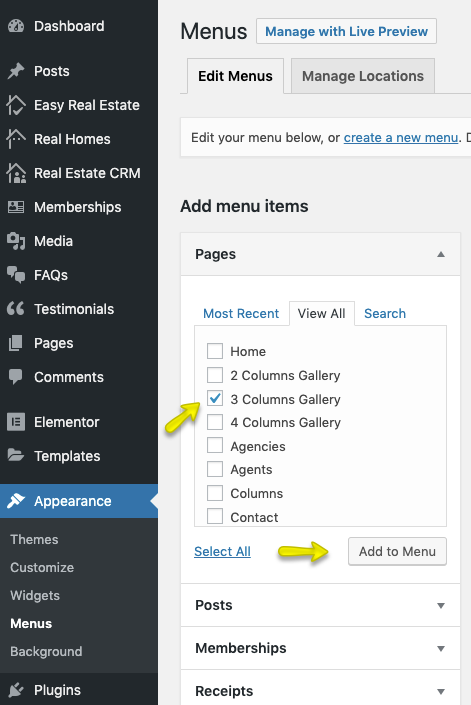 Dashboard
Posts
Easy Real Estate
Real Homes
Real Estate CRM
Memberships
Media
FAQs
Testimonials
Pages
Comments
Elementor
Templates
Appearance
Themes
Customize
Widgets
Menus
Background
Plugins
Menus
Manage with Live Preview
Edit Menus
Manage Locations
Edit your menu below, or create a new menu. D
Add menu items
Pages
Most Recent
View All
Search
Home
2 Columns Gallery
3 Columns Gallery
4 Columns Gallery
Agencies
Agents
Columns
Contact
Select All
Add to Menu
Posts
Memberships
Receipts